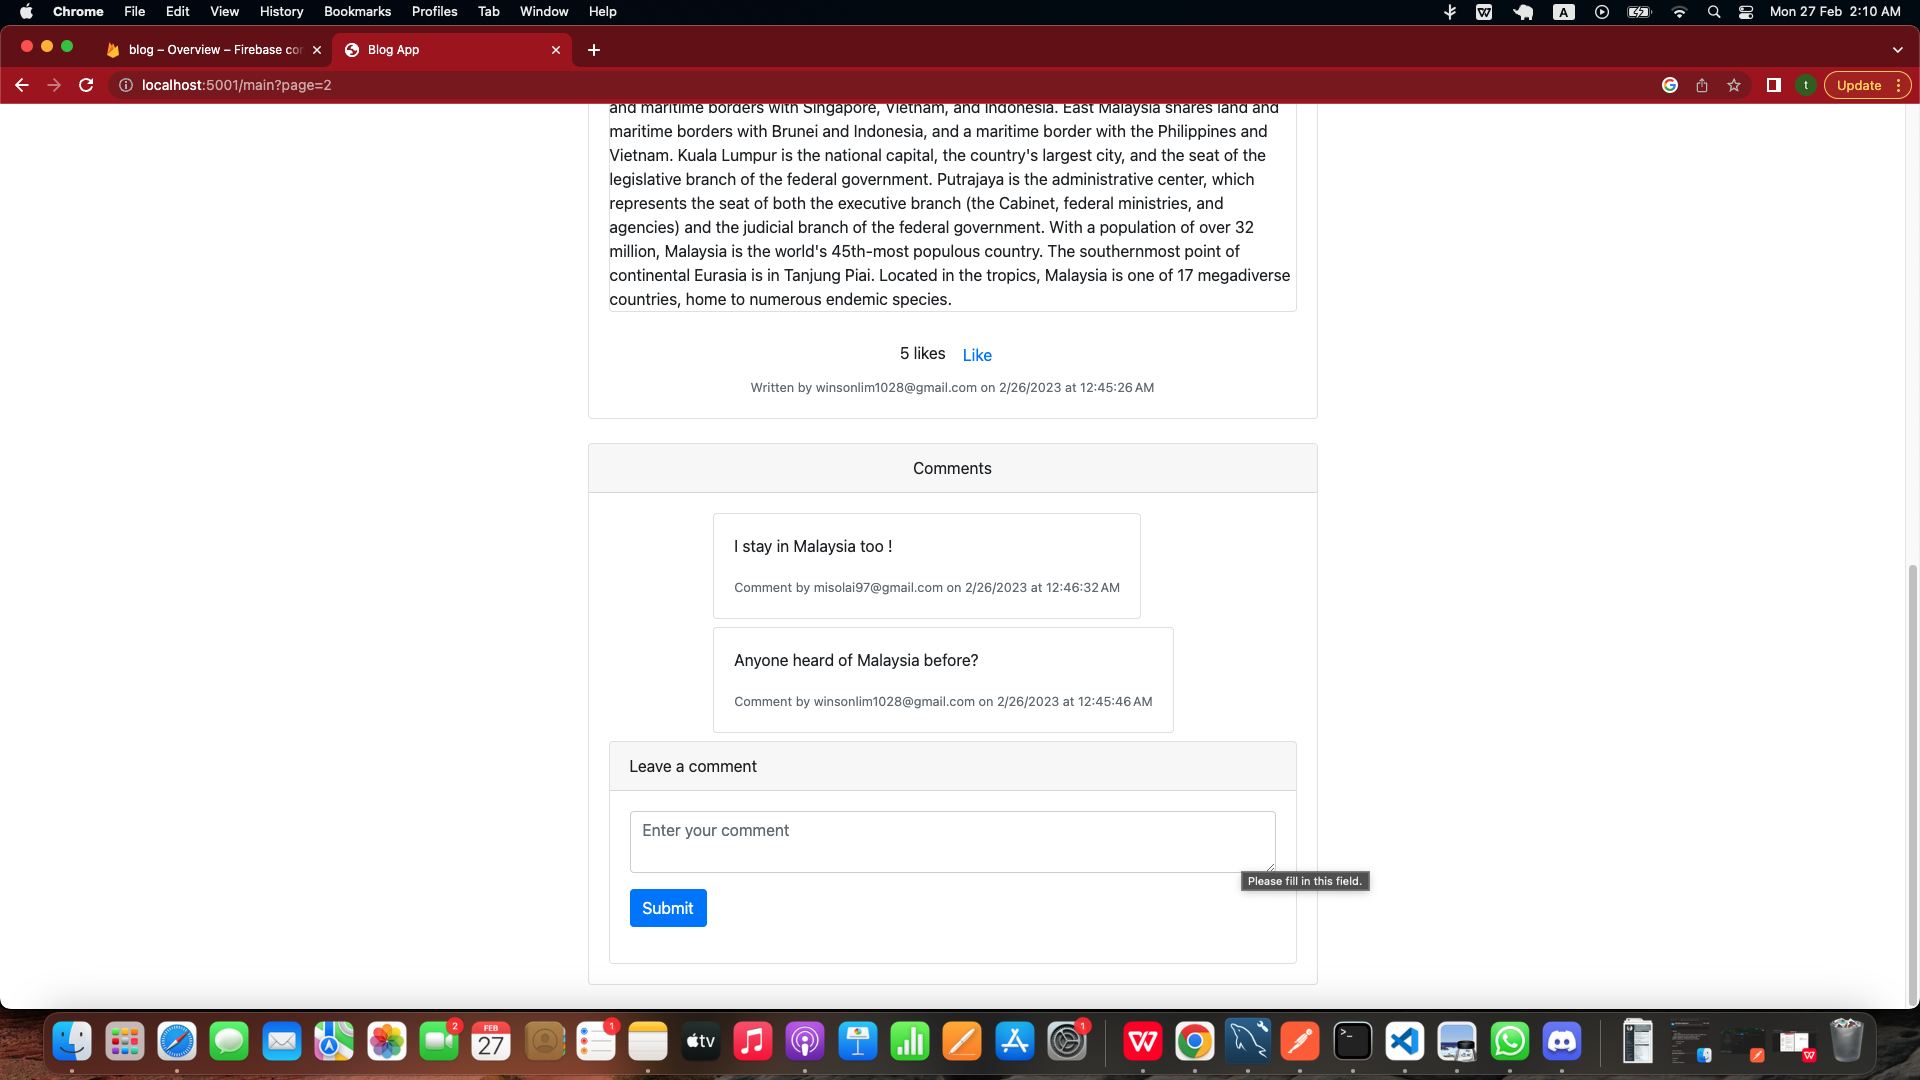 Chrome File Edit View History Bookmarks Profiles Tab Window Help
A
Mon 27 Feb 2:10 AM
blog – Overview – Firebase cor
Blog App
localhost:5001/main?page=2
t
Update
and maritime borders with Singapore, Vietnam, and Indonesia. East Malaysia shares land and
maritime borders with Brunei and Indonesia, and a maritime border with the Philippines and
Vietnam. Kuala Lumpur is the national capital, the country's largest city, and the seat of the
legislative branch of the federal government. Putrajaya is the administrative center, which
represents the seat of both the executive branch (the Cabinet, federal ministries, and
agencies) and the judicial branch of the federal government. With a population of over 32
million, Malaysia is the world's 45th-most populous country. The southernmost point of
continental Eurasia is in Tanjung Piai. Located in the tropics, Malaysia is one of 17 megadiverse
countries, home to numerous endemic species.
5 likes Like
Written by winsonlim1028@gmail.com on 2/26/2023 at 12:45:26 AM
Comments
I stay in Malaysia too !
Comment by misolai97@gmail.com on 2/26/2023 at 12:46:32 AM
Anyone heard of Malaysia before?
Comment by winsonlim1028@gmail.com on 2/26/2023 at 12:45:46 AM
Leave a comment
Enter your comment
Please fill in this field.
Submit
2
FEB
27
1
tv
1